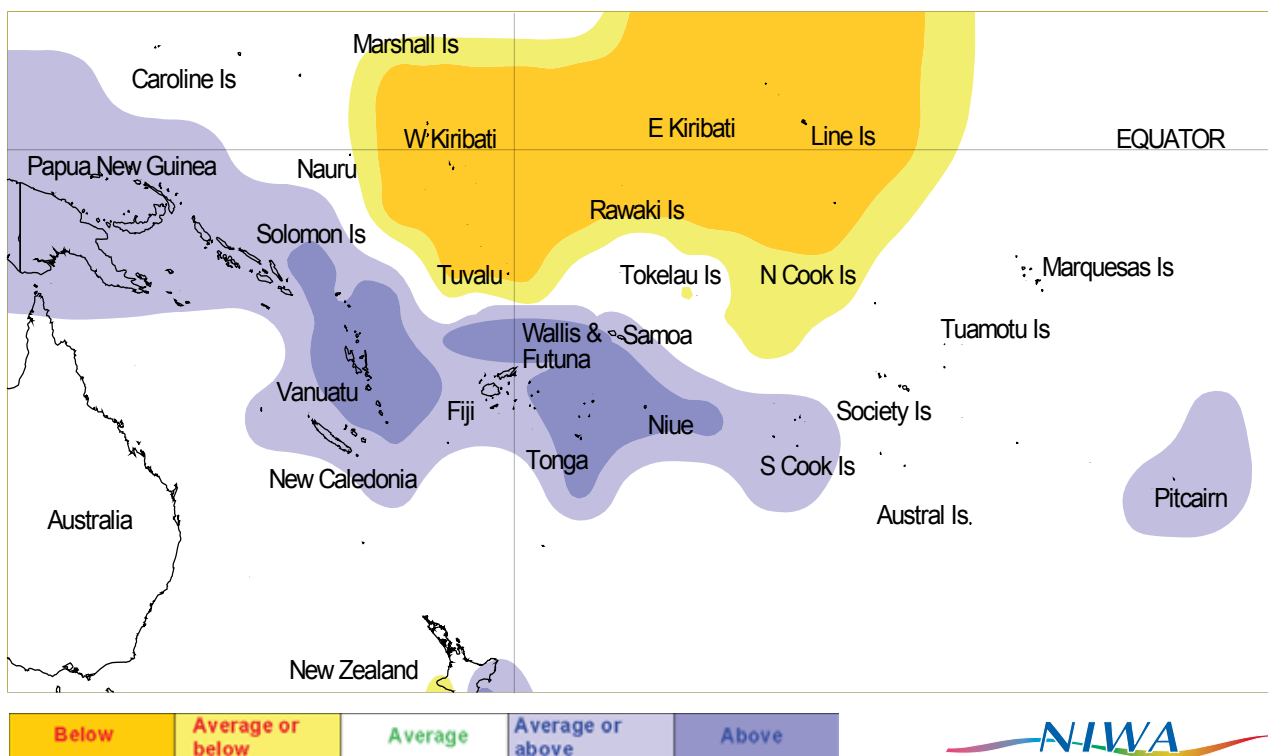 Marshall Is
Caroline Is
W Kiribati
E Kiribati
Line Is
EQUATOR
Papua New Guinea
Nauru
Rawaki Is
Solomon Is
Tuvalu
Tokelau Is
N Cook Is
Marquesas Is
Wallis &
Futuna
Samoa
Tuamotu Is
Vanuatu
Fiji
Niue
Society Is
New Caledonia
Tonga
S Cook Is
Pitcairn
Australia
Austral Is.
New Zealand
Below
Average or
below
Average
Average or
above
Above
NIWA